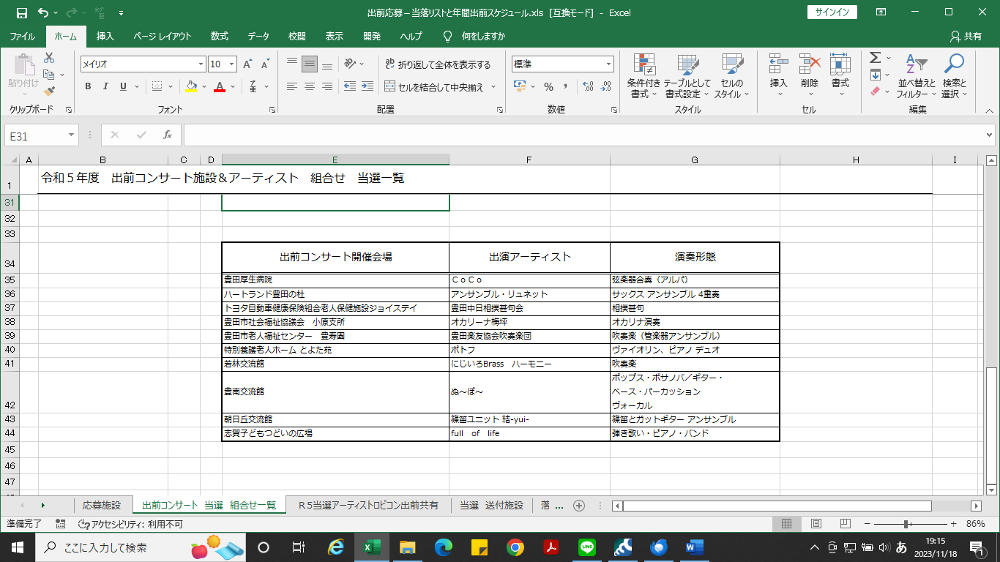 出前応募－当落リストと年間出前スケジュール.xls [互換モード] - Excel
サインイン
ファイル ホーム 挿入 ページ レイアウト 数式 データ 校閲 表示 開発 ヘルプ 何をしますか 共有
貼り付け
クリップボード
メイリオ 10
B I U A
フォント
折り返して全体を表示する
セルを結合して中央揃え
配置
標準
数値
条件付き書式
テーブルとして書式設定
セルのスタイル
スタイル
挿入 削除 書式
セル
並べ替えとフィルター
検索と選択
編集
E31 fx
A B C D E F G H I
1 令和５年度　出前コンサート施設＆アーティスト　組合せ　当選一覧
31
32
33
34 出前コンサート開催会場 出演アーティスト 演奏形態
35 豊田厚生病院 ＣｏＣｏ 弦楽器合奏（アルパ）
36 ハートランド豊田の杜 アンサンブル・リュネット サックス アンサンブル 4重奏
37 トヨタ自動車健康保険組合老人保健施設ジョイステイ 豊田中日相撲甚句会 相撲甚句
38 豊田市社会福祉協議会　小原支所 オカリーナ梅坪 オカリナ演奏
39 豊田市老人福祉センター　豊寿園 豊田楽友協会吹奏楽団 吹奏楽（管楽器アンサンブル）
40 特別養護老人ホーム とよた苑 ポトフ ヴァイオリン、ピアノ デュオ
41 若林交流館 にじいろBrass　ハーモニー 吹奏楽
42 豊南交流館 ぬ～ぼ～ ポップス・ボサノバ／ギター・
ベース・パーカッション
ヴォーカル
43 朝日丘交流館 篠笛ユニット 結-yui- 篠笛とガットギター アンサンブル
44 志賀子どもつどいの広場 full　of　life 弾き歌い・ピアノ・バンド
45
46
47
応募施設 出前コンサート　当選　組合せ一覧 Ｒ５当選アーティストロビコン出前共有 当選　送付施設 落 ...
準備完了 アクセシビリティ: 利用不可 86%
ここに入力して検索
あ 19:15
2023/11/18
1